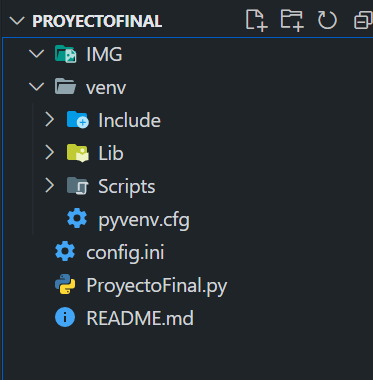 PROYECTOFINAL
IMG
venv
Include
Lib
Scripts
pyvenv.cfg
config.ini
ProyectoFinal.py
README.md